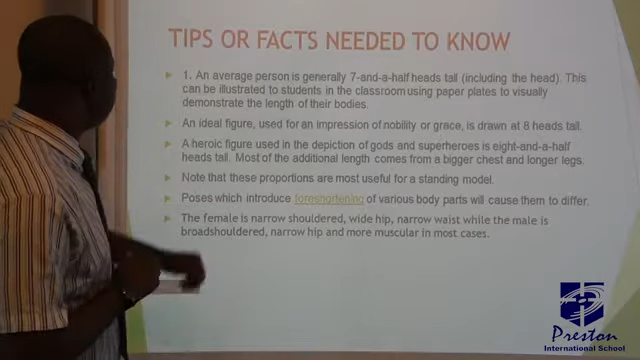 TIPS OR FACTS NEEDED TO KNOW
1. An average person is generally 7-and-a-half heads tall (including the head). This
can be illustrated to students in the classroom using paper plates to visually
demonstrate the length of their bodies.
An ideal figure, used for an impression of nobility or grace, is drawn at 8 heads tall.
A heroic figure used in the depiction of gods and superheroes is eight-and-a-half
heads tall. Most of the additional length comes from a bigger chest and longer legs.
Note that these proportions are most useful for a standing model.
Poses which introduce foreshortening of various body parts will cause them to differ.
The female is narrow shouldered, wide hip, narrow waist while the male is
broadshouldered, narrow hip and more muscular in most cases.
Preston
International School